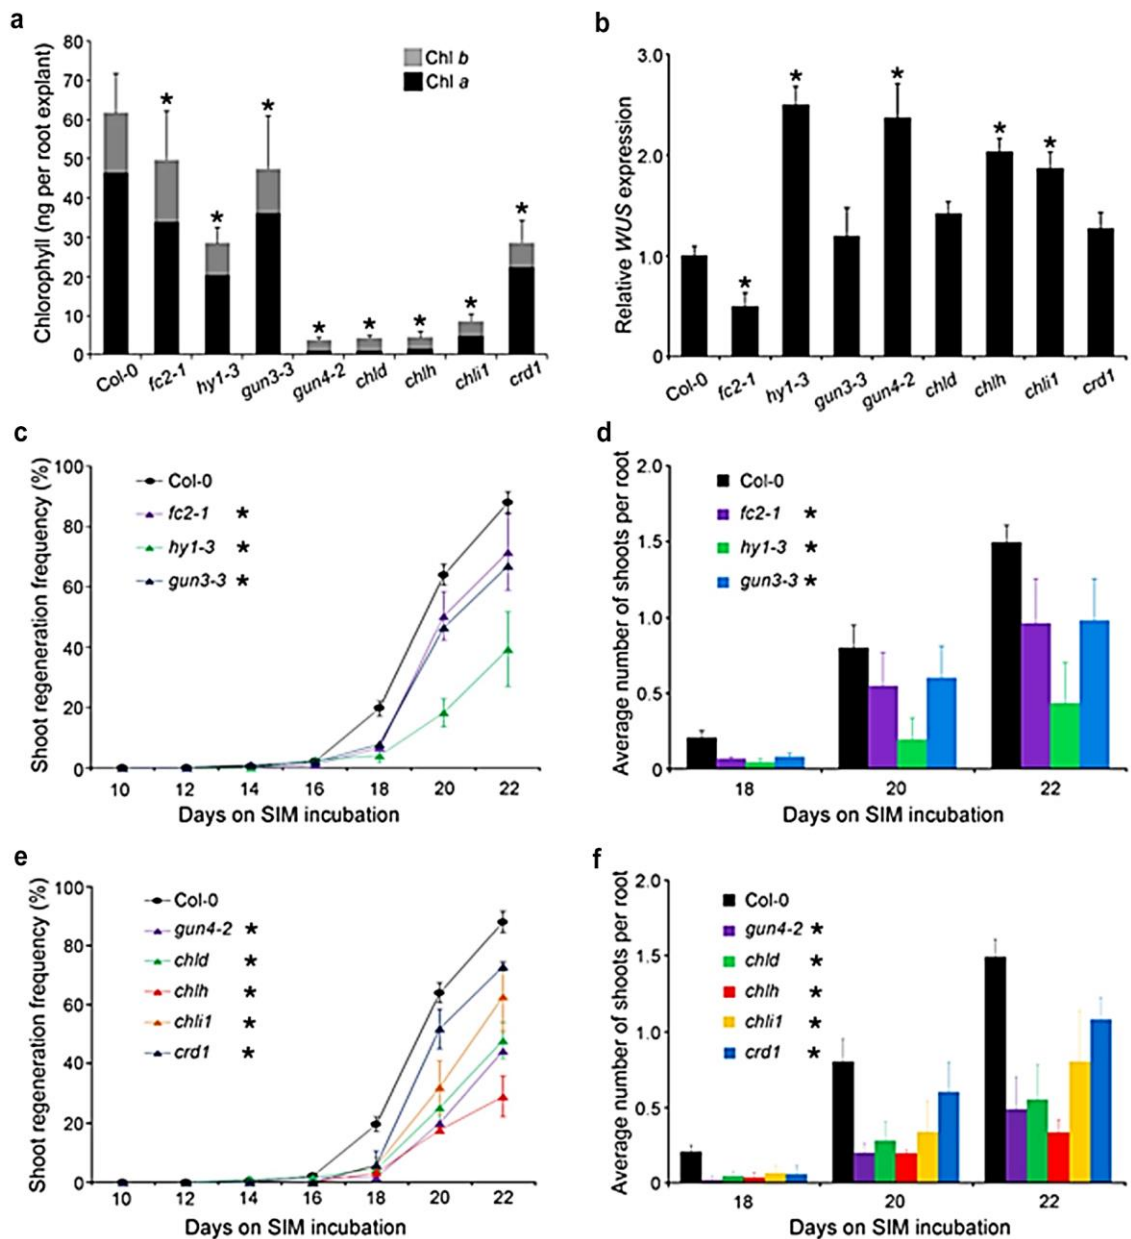 a
Chlorophyll (ng per root explant)
80
70
60
50
40
30
20
10
0
Chl b
Chl a
*
*
*
*
*
*
*
*
Col-0 fc2-1 hy1-3 gun3-3 gun4-2 chld chlh chli1 crd1
b
Relative WUS expression
3.0
2.0
1.0
0
*
*
*
*
*
Col-0 fc2-1 hy1-3 gun3-3 gun4-2 chld chlh chli1 crd1
c
Shoot regeneration frequency (%)
100
80
60
40
20
0
Col-0
fc2-1 *
hy1-3 *
gun3-3 *
10 12 14 16 18 20 22
Days on SIM incubation
d
Average number of shoots per root
2.0
1.5
1.0
0.5
0
Col-0
fc2-1 *
hy1-3 *
gun3-3 *
18 20 22
Days on SIM incubation
e
Shoot regeneration frequency (%)
100
80
60
40
20
0
Col-0
gun4-2 *
chld *
chlh *
chli1 *
crd1 *
10 12 14 16 18 20 22
Days on SIM incubation
f
Average number of shoots per root
2.0
1.5
1.0
0.5
0
Col-0
gun4-2 *
chld *
chlh *
chli1 *
crd1 *
18 20 22
Days on SIM incubation